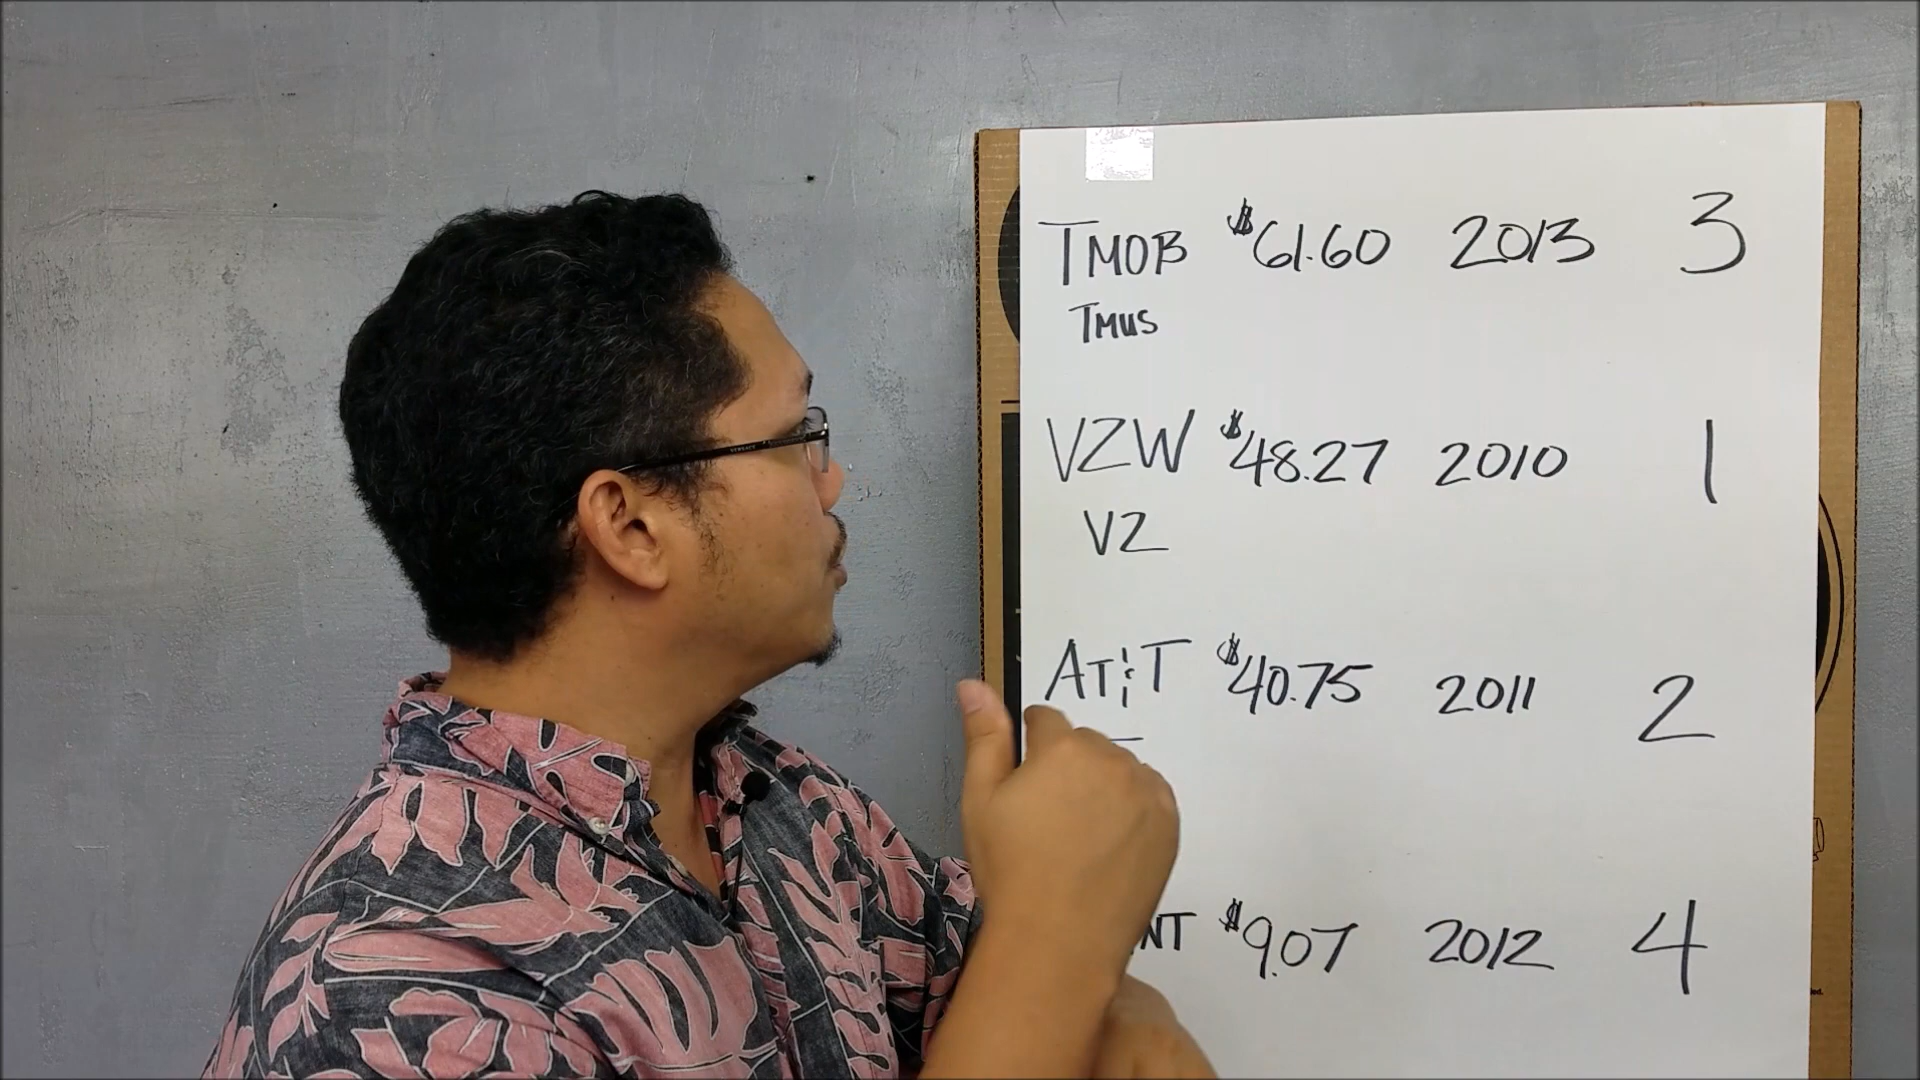 TMOB $61.60 2013 3
TMUS
VZW $48.27 2010 1
VZ
AT&T $40.75 2011 2
NT $9.07 2012 4